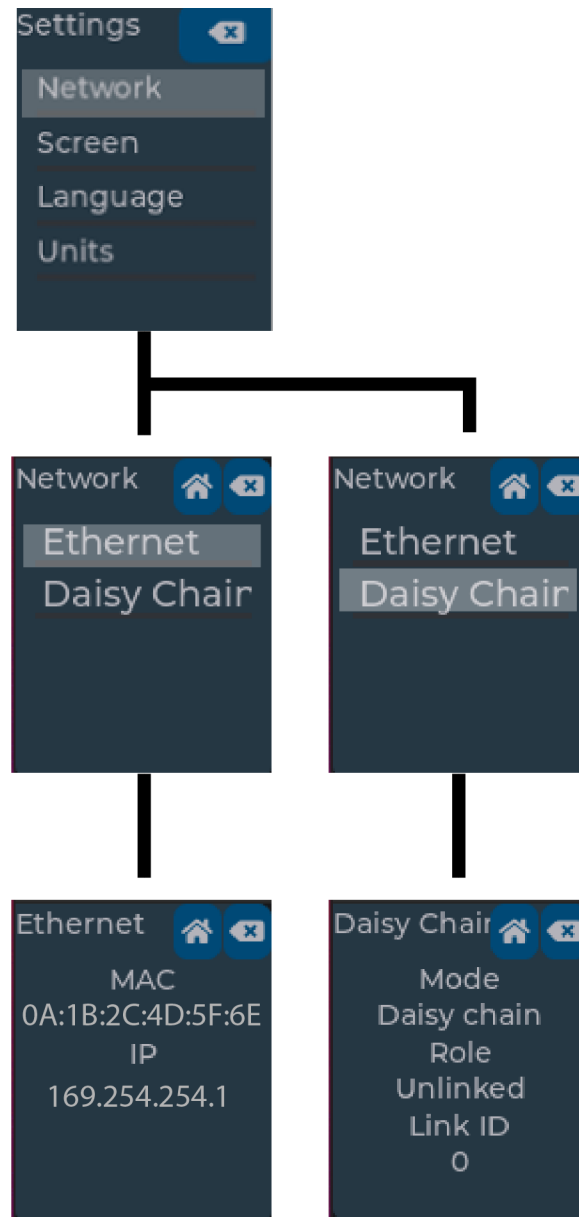 Settings
Network
Screen
Language
Units
Network
Ethernet
Daisy Chain
Network
Ethernet
Daisy Chain
Ethernet
MAC
0A:1B:2C:4D:5F:6E
IP
169.254.254.1
Daisy Chain
Mode
Daisy chain
Role
Unlinked
Link ID
0